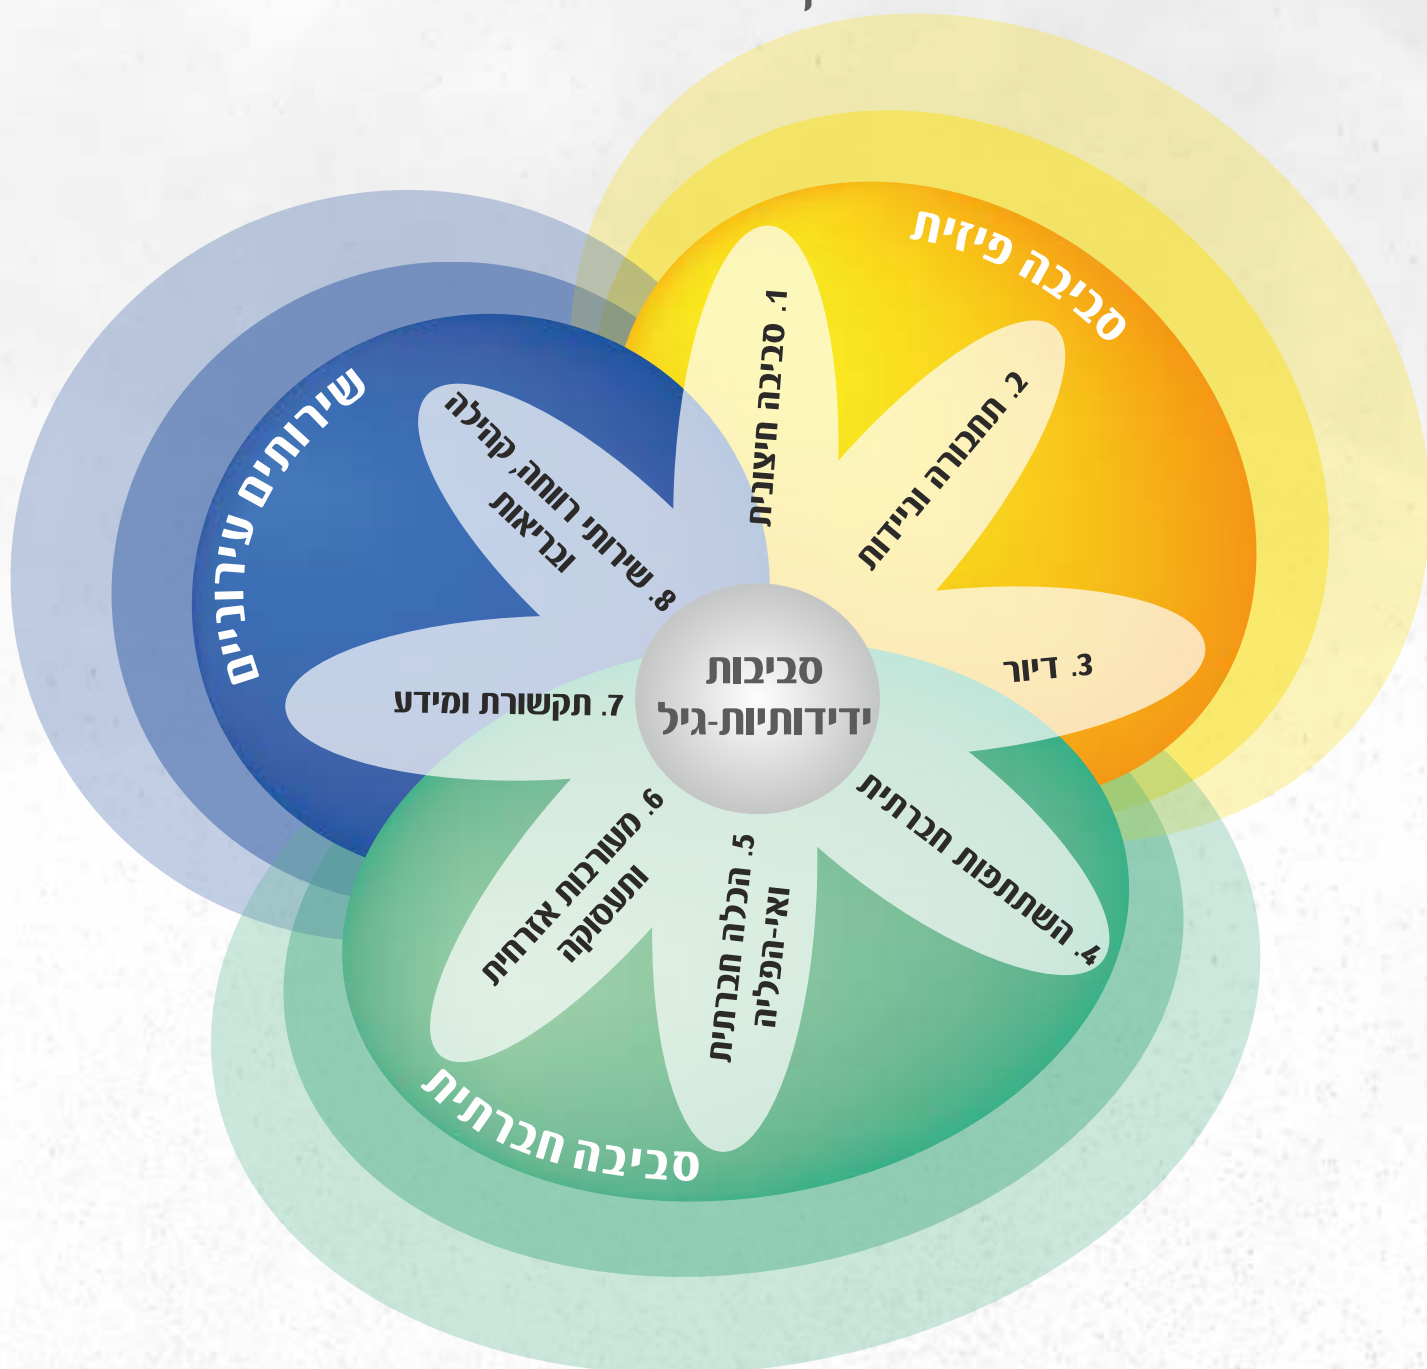 סביבה פיזית
1. סביבה חיצונית
2. תחבורה וניידות
3. דיור
סביבות
ידידותיות-גיל
4. השתתפות חברתית
5. הכלה חברתית
ואי-הפליה
6. מעורבות אזרחית
ותעסוקה
סביבה חברתית
7. תקשורת ומידע
8. שירותי רווחה, קהילה
ובריאות
שירותים עירוניים